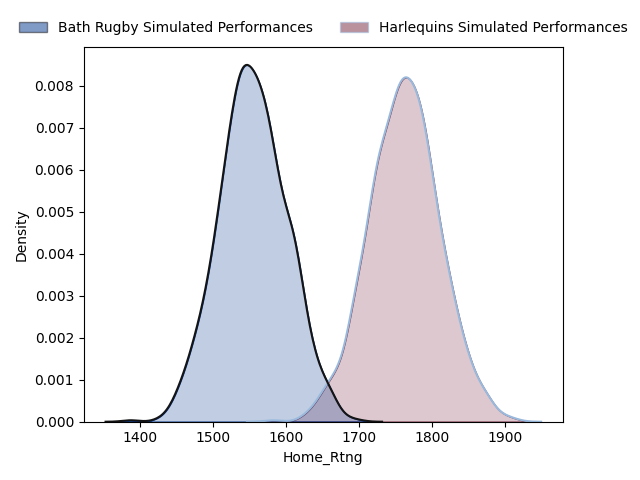 Bath Rugby Simulated Performances Harlequins Simulated Performances
0.008
0.007
0.006
0.005
0.004
0.003
0.002
0.001
0.000
Density
1400 1500 1600 1700 1800 1900
Home_Rtng